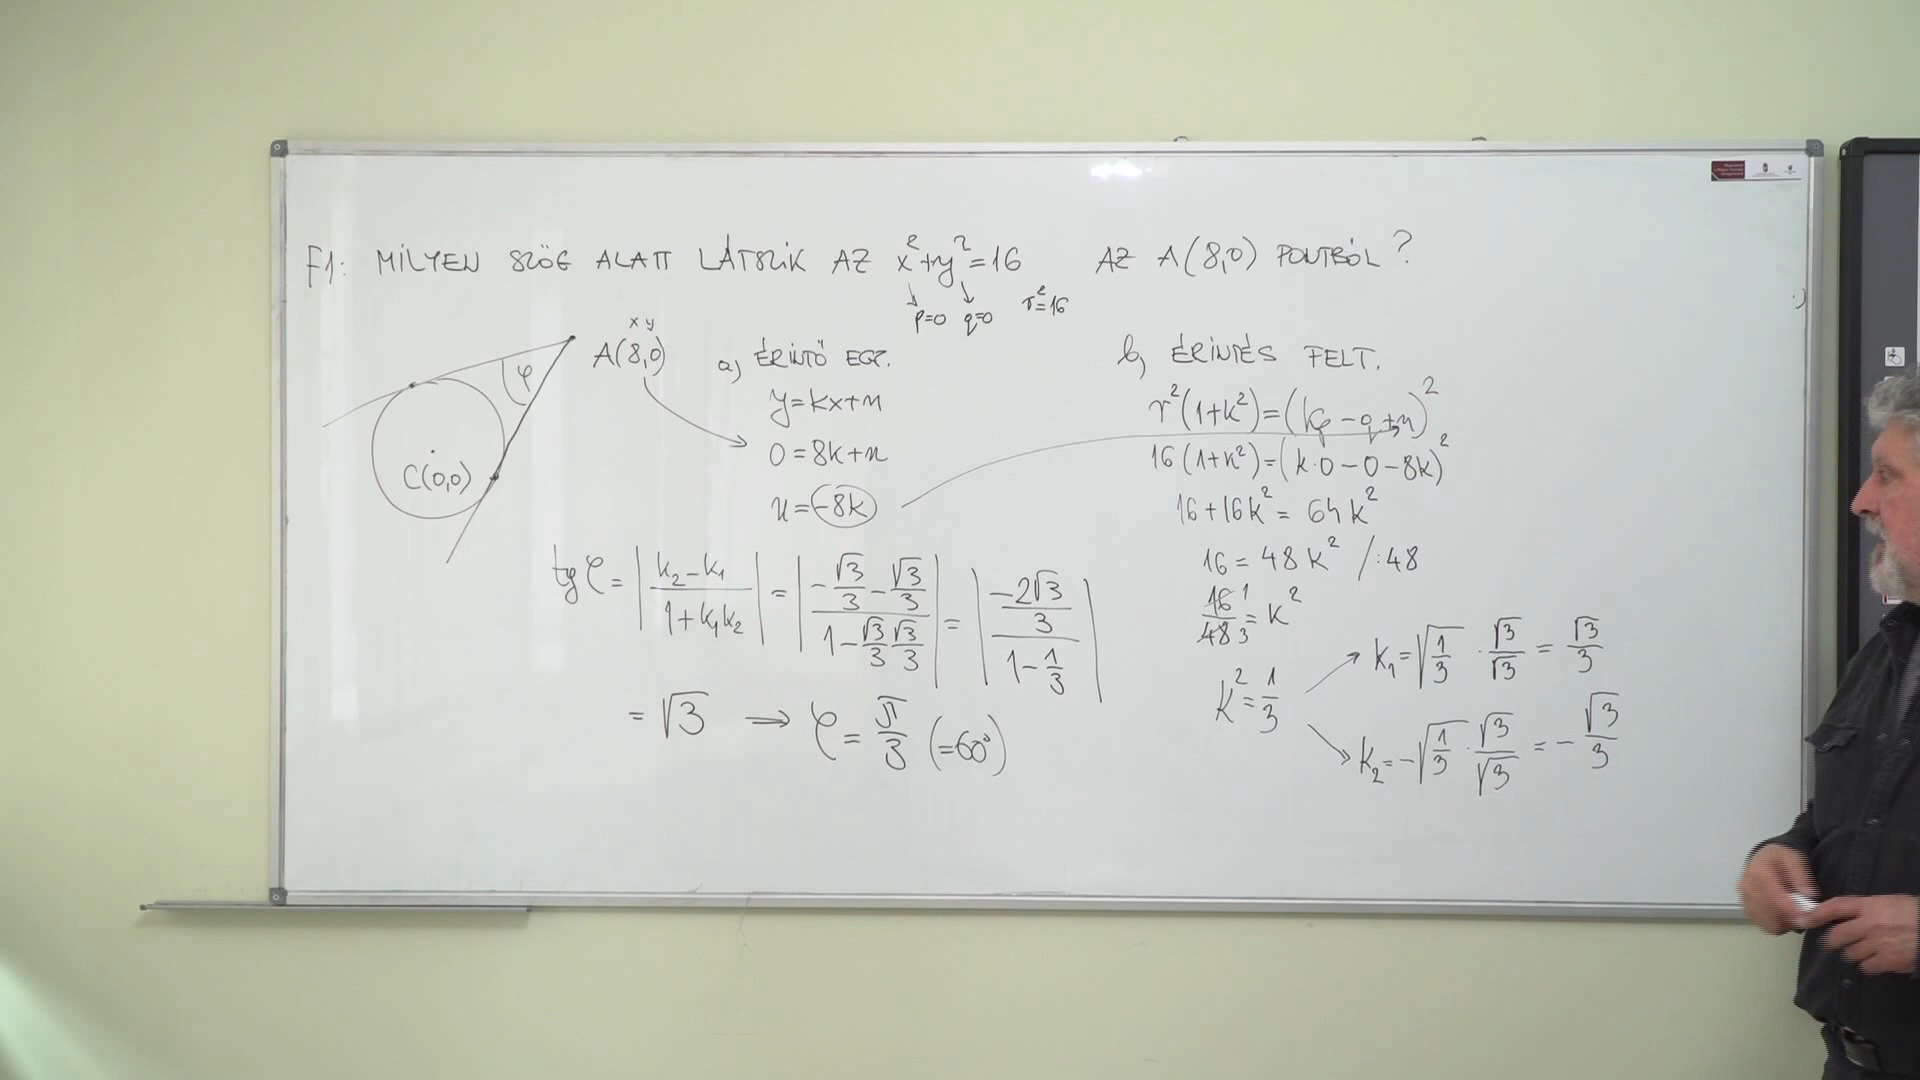 F1: MILYEN SZÖG ALATT LÁTSZIK AZ x²+y²=16 AZ A(8,0) PONTBÓL?
p=0 q=0 r²=16
x y
A(8,0)
φ
C(0,0)
a) ÉRINTŐ EGY.
y=kx+n
0=8k+n
n=-8k
b) ÉRINTÉS FELT.
r²(1+k²)=(kp-q+n)²
16(1+k²)=(k·0-0-8k)²
16+16k²=64k²
16=48k² /:48
16/48 1/3 = k²
k²=1/3
k₁=√(1/3)·√3/√3=√3/3
k₂=-√(1/3)·√3/√3=-√3/3
tgφ=|(k₂-k₁)/(1+k₁k₂)|=|(-√3/3-√3/3)/(1-√3/3 √3/3)|=|(-2√3/3)/(1-1/3)|
=√3 ⇒ φ=π/3 (=60°)